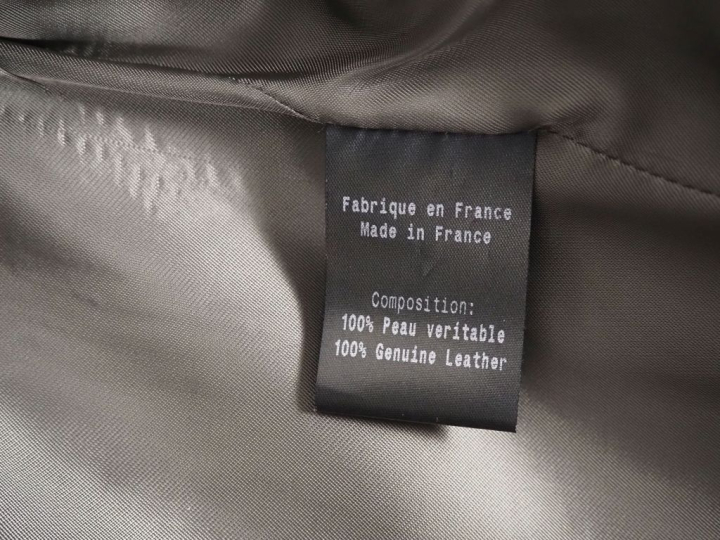 Fabrique en France
Made in France
Composition:
100% Peau veritable
100% Genuine Leather